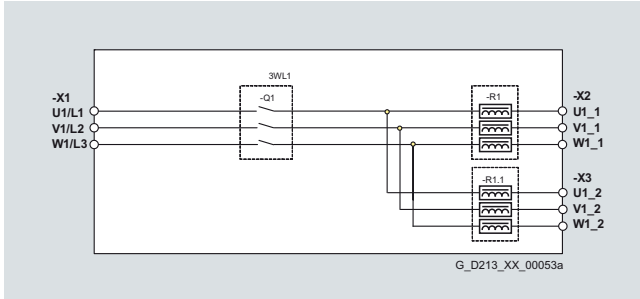 3WL1
-X1
-Q1
-R1
-X2
U1/L1
U1_1
V1/L2
V1_1
W1/L3
W1_1
-R1.1
-X3
U1_2
V1_2
W1_2
G_D213_XX_00053a